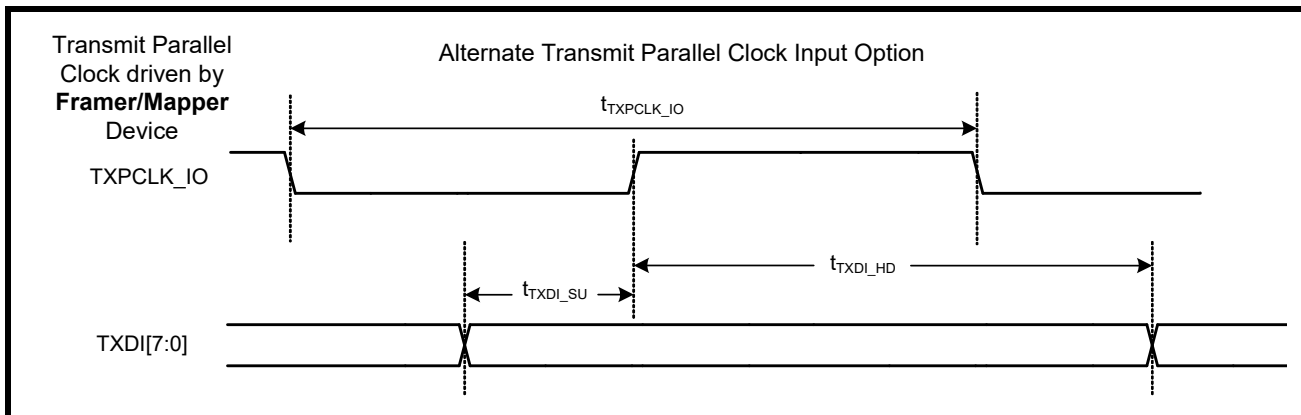 Transmit Parallel
Clock driven by
Framer/Mapper
Device
Alternate Transmit Parallel Clock Input Option
tTXPCLK_IO
TXPCLK_IO
tTXDI_HD
tTXDI_SU
TXDI[7:0]